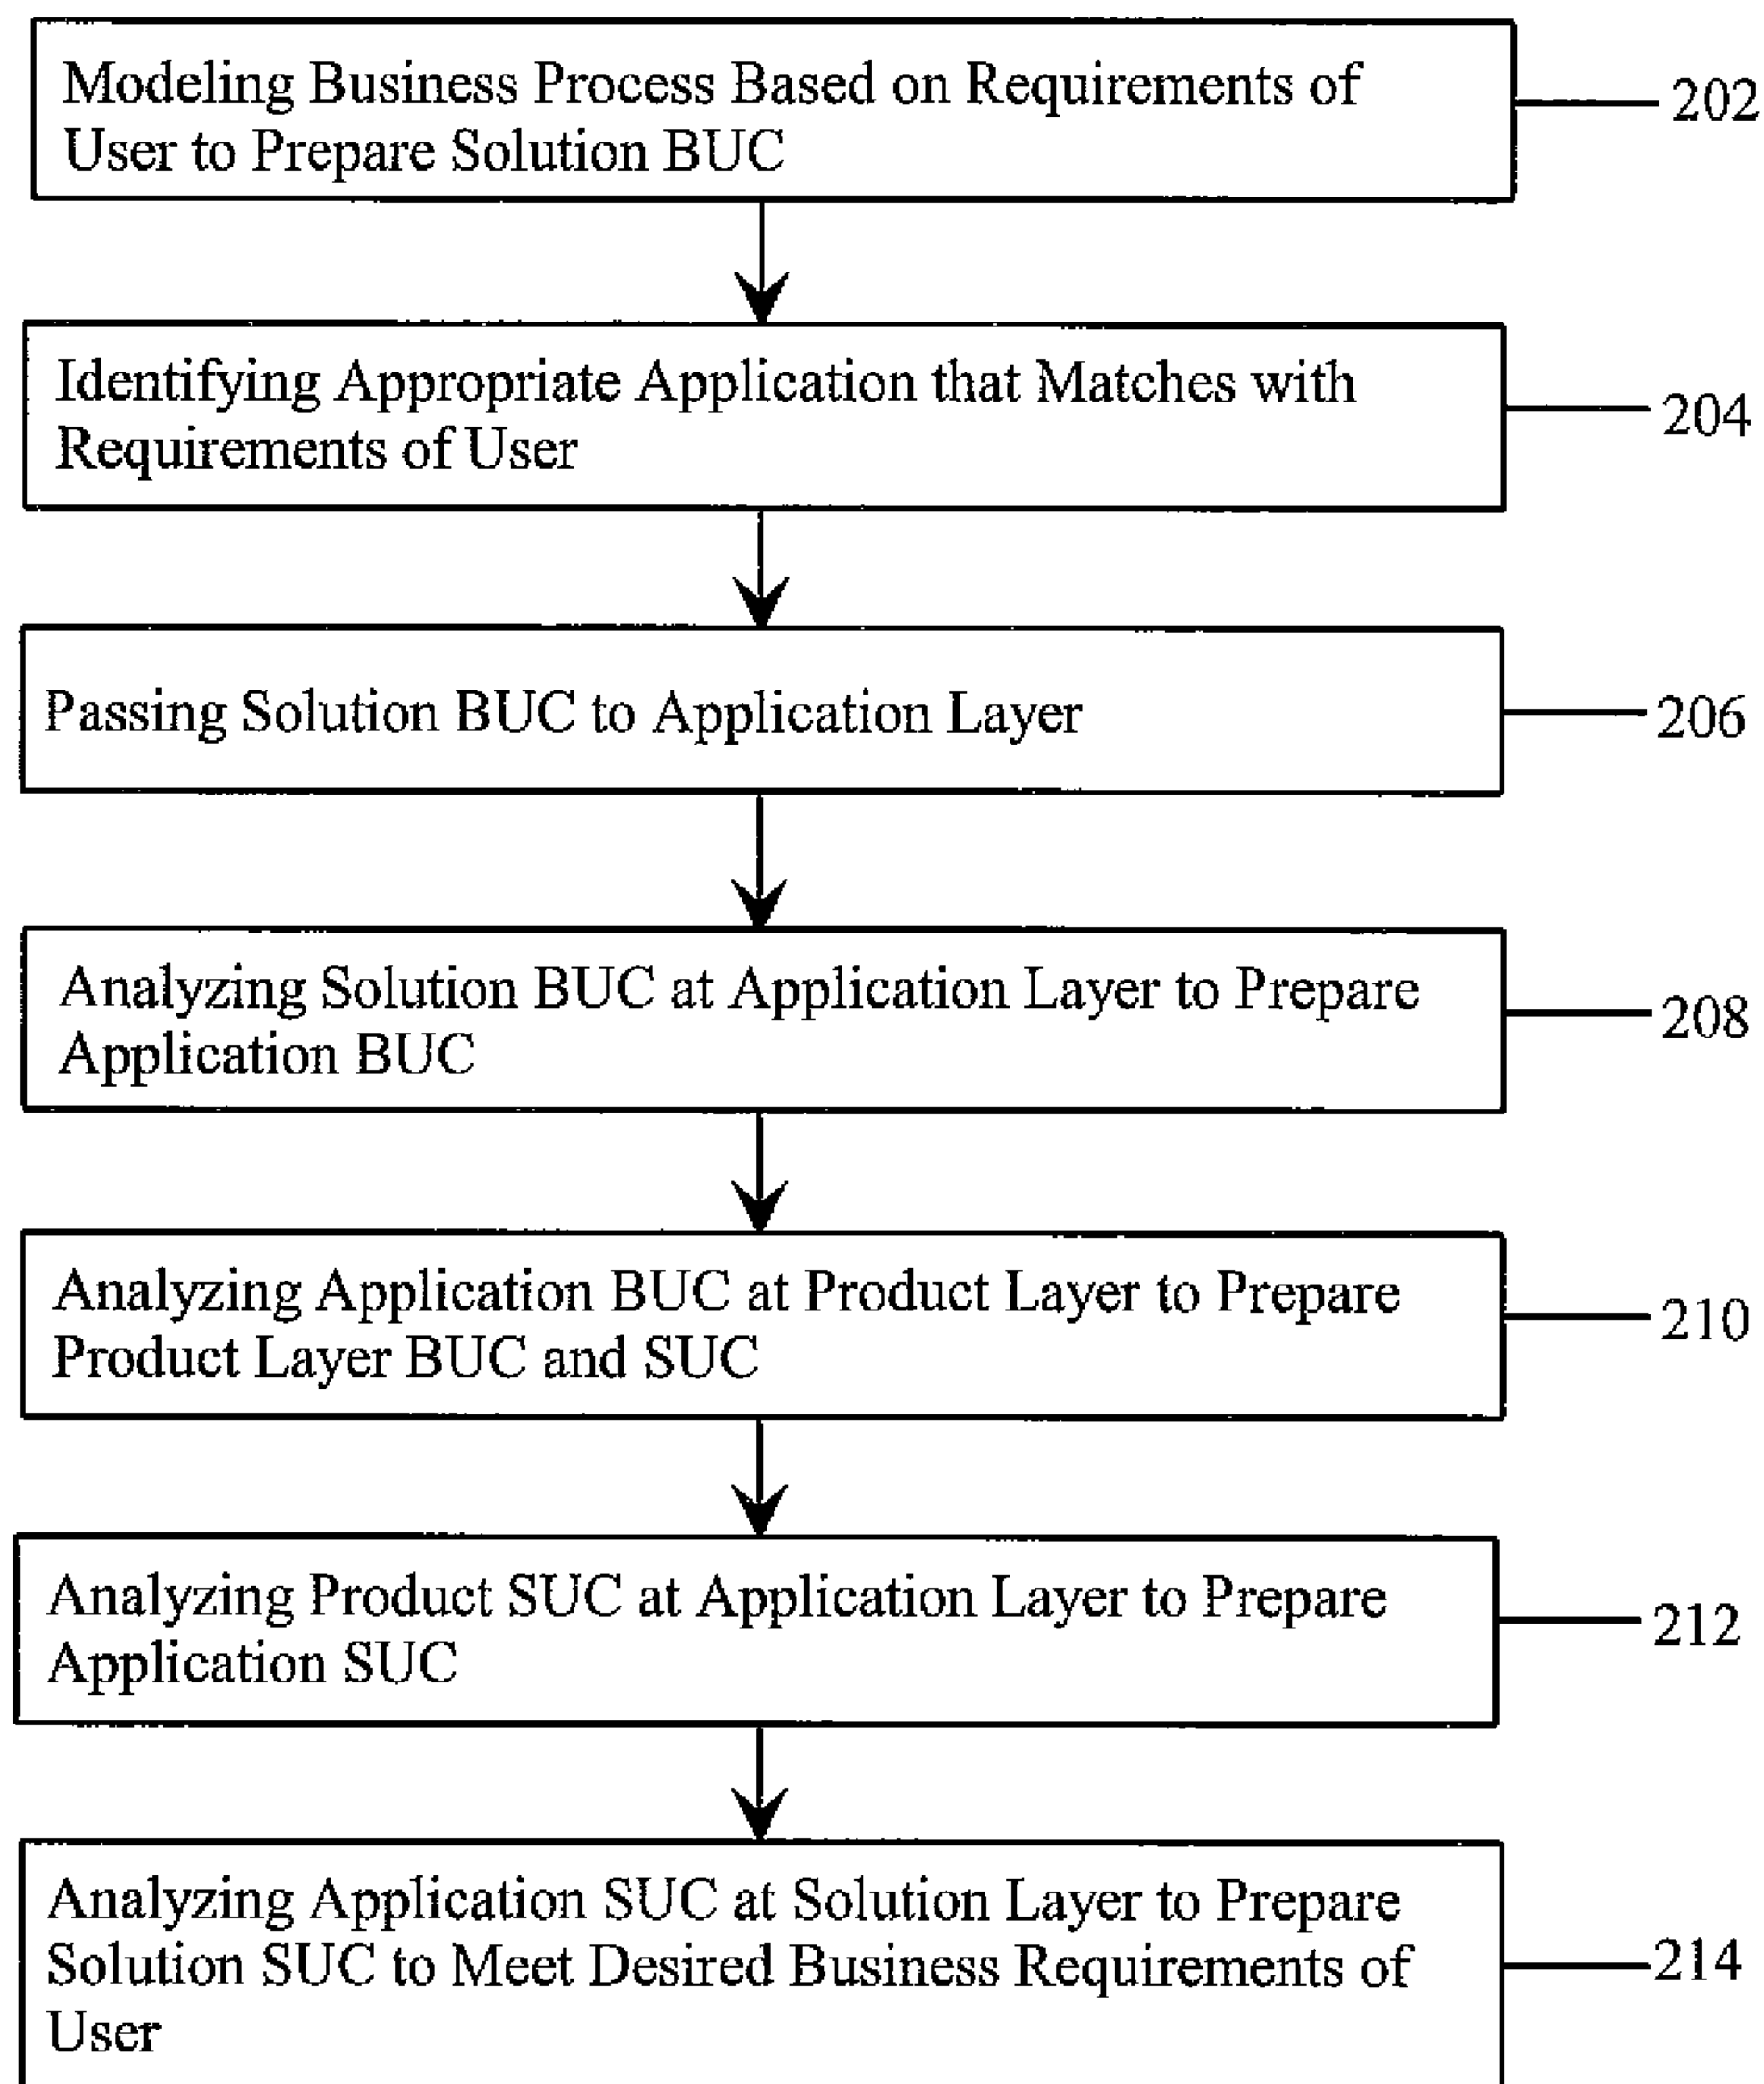 Modeling Business Process Based on Requirements of
User to Prepare Solution BUC
202
Identifying Appropriate Application that Matches with
Requirements of User
204
Passing Solution BUC to Application Layer
206
Analyzing Solution BUC at Application Layer to Prepare
Application BUC
208
Analyzing Application BUC at Product Layer to Prepare
Product Layer BUC and SUC
210
Analyzing Product SUC at Application Layer to Prepare
Application SUC
212
Analyzing Application SUC at Solution Layer to Prepare
Solution SUC to Meet Desired Business Requirements of
User
214